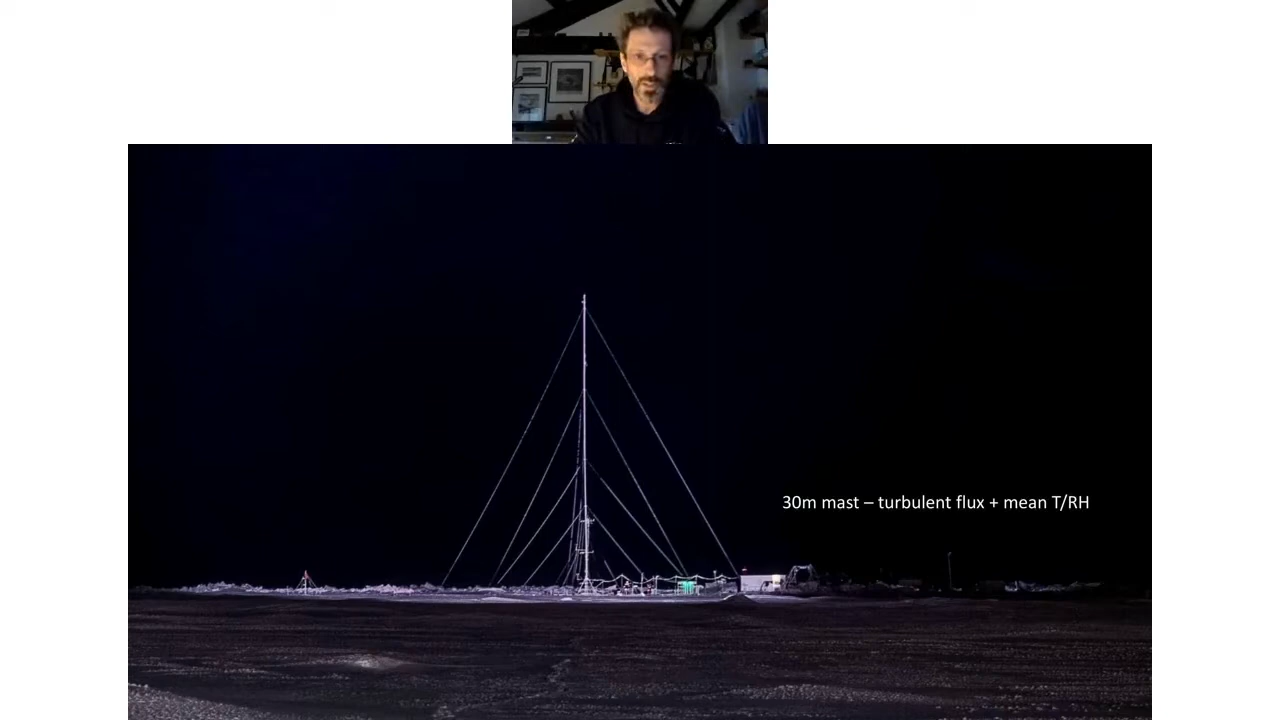 30m mast – turbulent flux + mean T/RH